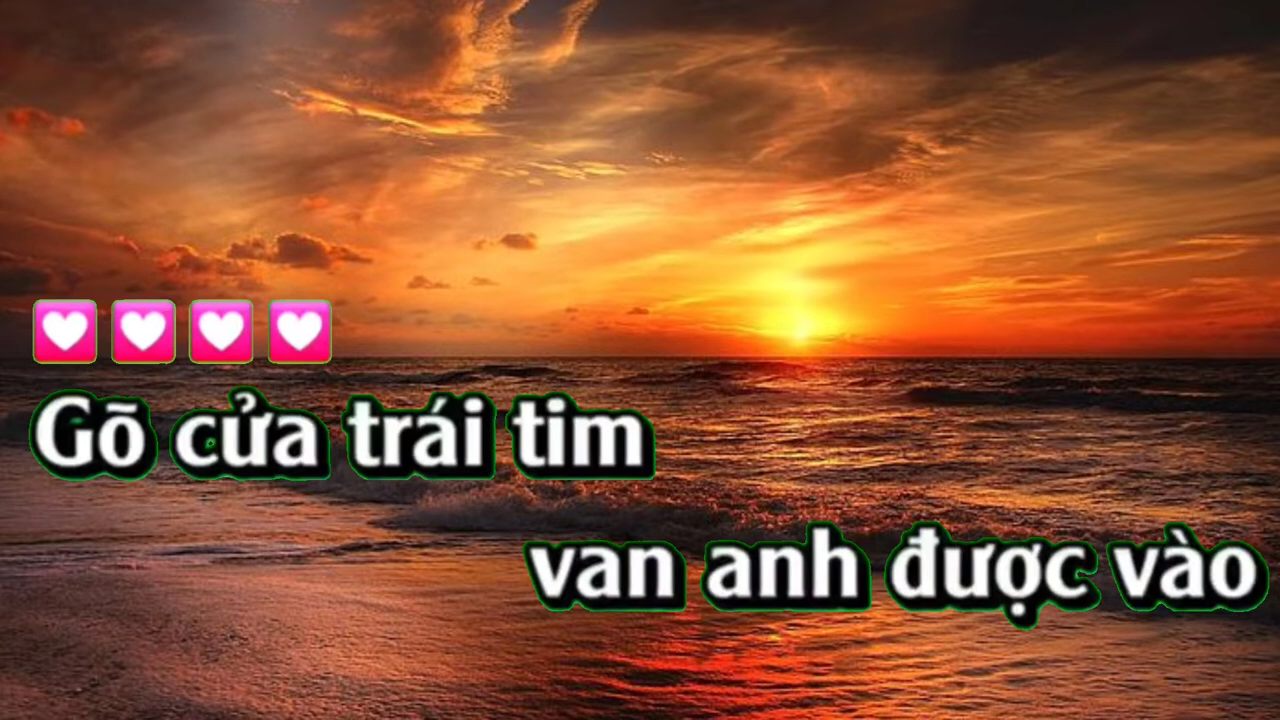 Gõ cửa trái tim
van anh được vào